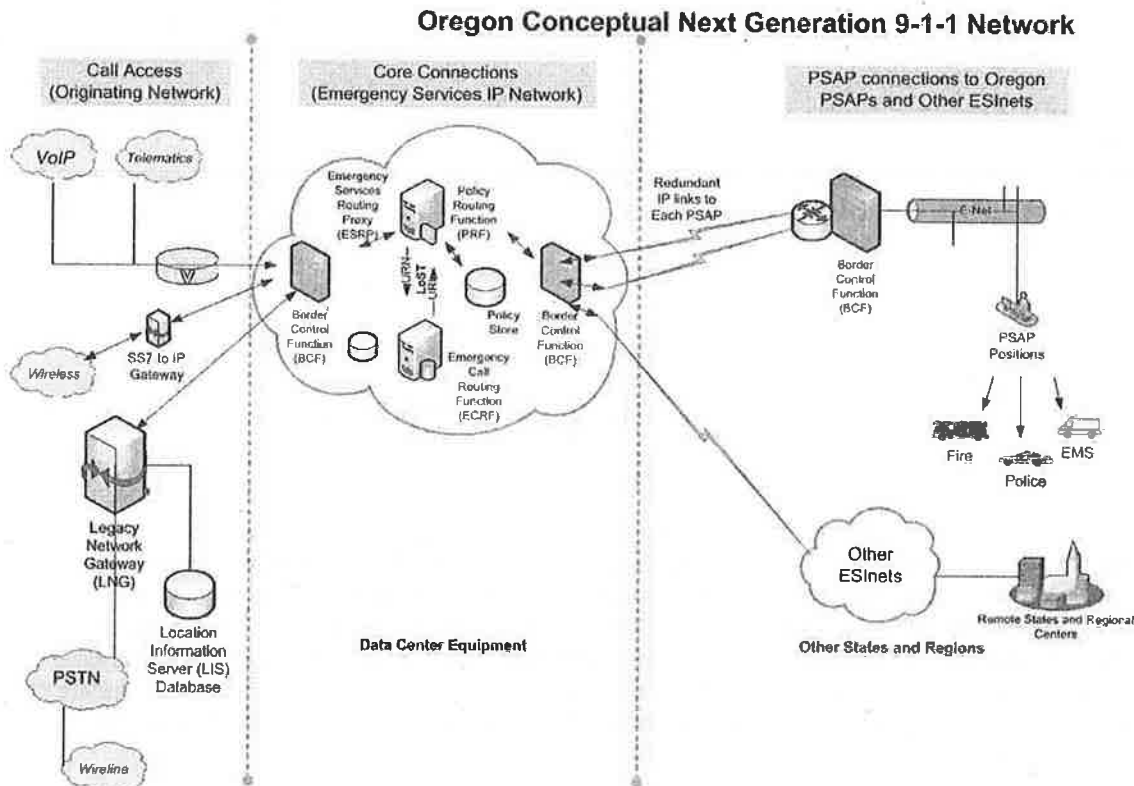 Oregon Conceptual Next Generation 9-1-1 Network
Call Access
(Originating Network)
Core Connections
(Emergency Services IP Network)
PSAP connections to Oregon
PSAPs and Other ESInets
VoIP
Telematics
V
Wireless
SS7 to IP
Gateway
Legacy
Network
Gateway
(LNG)
Location
Information
Server (LIS)
Database
PSTN
Wireline
Emergency
Services
Routing
Proxy
(ESRP)
Policy
Routing
Function
(PRF)
Border
Control
Function
(BCF)
URN
LoST
URI
Policy
Store
Emergency
Call
Routing
Function
(ECRF)
Border
Control
Function
(BCF)
Data Center Equipment
Redundant
IP links to
Each PSAP
Border
Control
Function
(BCF)
E-Net
PSAP
Positions
Fire
Police
EMS
Other
ESInets
Remote States and Regional
Centers
Other States and Regions